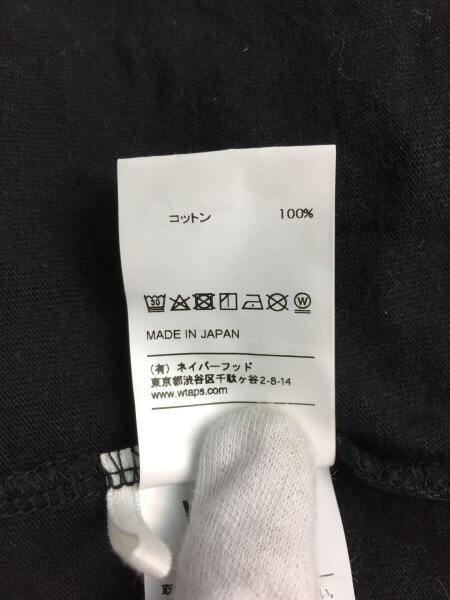 コットン 100%
30 W
MADE IN JAPAN
(有) ネイバーフッド
東京都渋谷区千駄ヶ谷2-8-14
www.wtaps.com